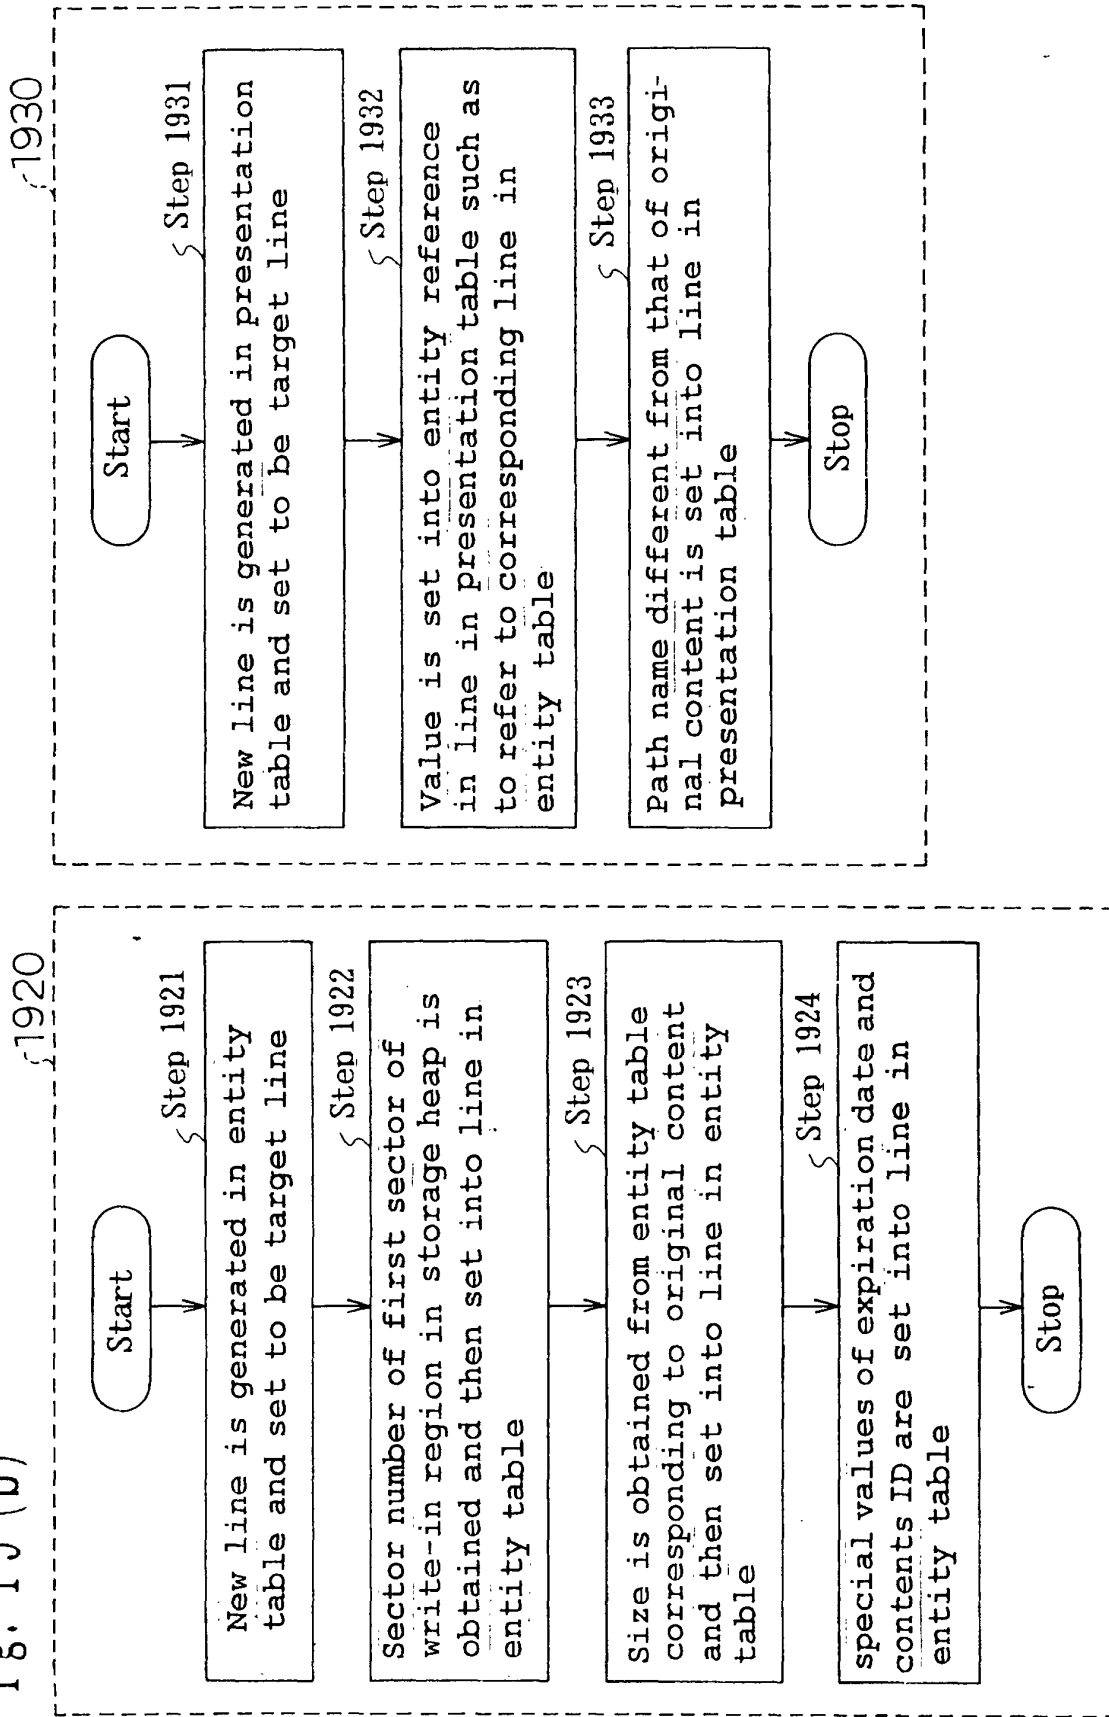 1920
Start
Step 1921
New line is generated in entity
table and set to be target line
Step 1922
Sector number of first sector of
write-in region in storage heap is
obtained and then set into line in
entity table
Step 1923
Size is obtained from entity table
corresponding to original content
and then set into line in entity
table
Step 1924
special values of expiration date and
contents ID are set into line in
entity table
Stop
1930
Start
Step 1931
New line is generated in presentation
table and set to be target line
Step 1932
Value is set into entity reference
in line in presentation table such as
to refer to corresponding line in
entity table
Step 1933
Path name different from that of origi-
nal content is set into line in
presentation table
Stop